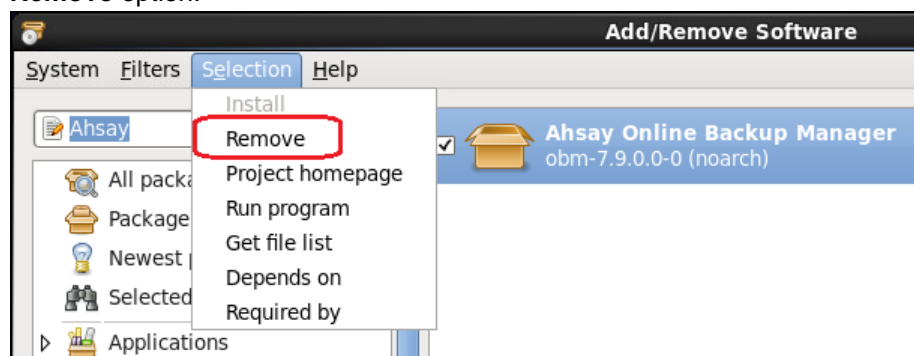 Add/Remove Software
System Filters Selection Help
Ahsay
Install
Remove
Project homepage
Run program
Get file list
Depends on
Required by
All packa
Package
Newest
Selected
Applications
Ahsay Online Backup Manager
obm-7.9.0.0-0 (noarch)